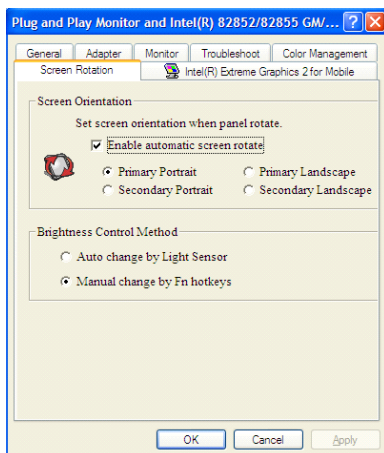 Plug and Play Monitor and Intel(R) 82852/82855 GM/...
General Adapter Monitor Troubleshoot Color Management
Screen Rotation Intel(R) Extreme Graphics 2 for Mobile
Screen Orientation
Set screen orientation when panel rotate.
Enable automatic screen rotate
Primary Portrait Primary Landscape
Secondary Portrait Secondary Landscape
Brightness Control Method
Auto change by Light Sensor
Manual change by Fn hotkeys
OK Cancel Apply